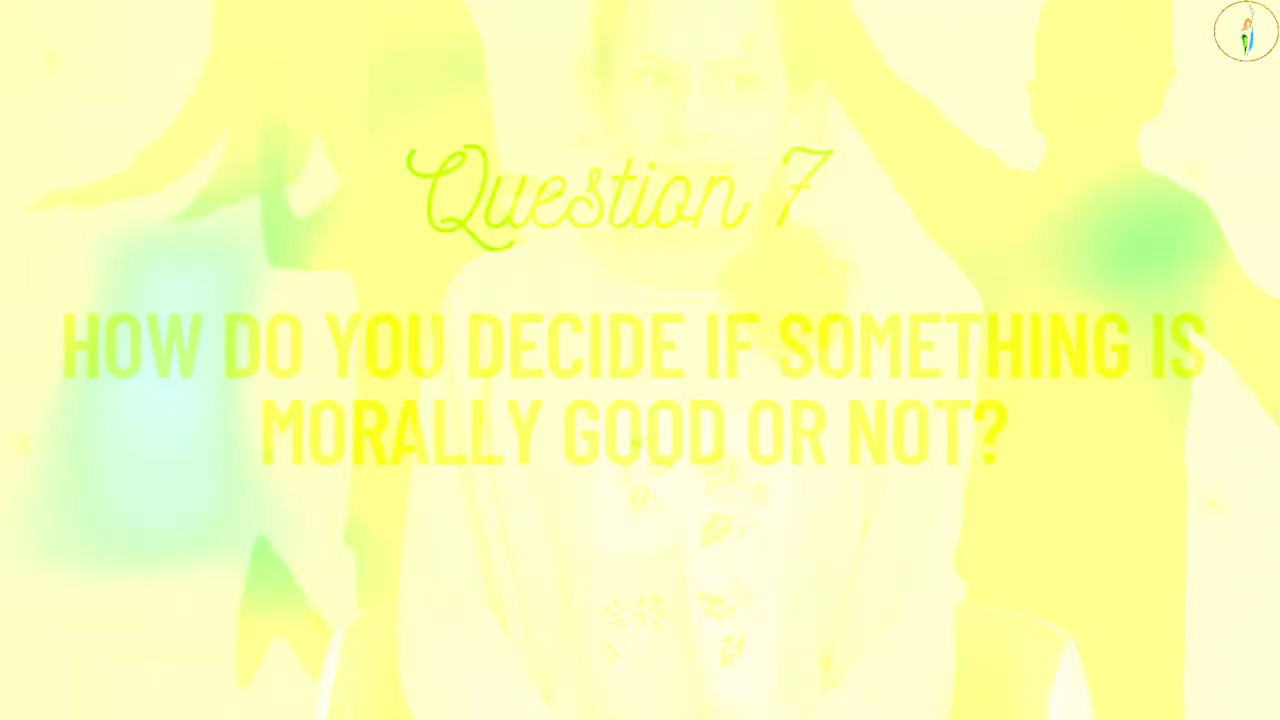 Question 7
HOW DO YOU DECIDE IF SOMETHING IS
MORALLY GOOD OR NOT?